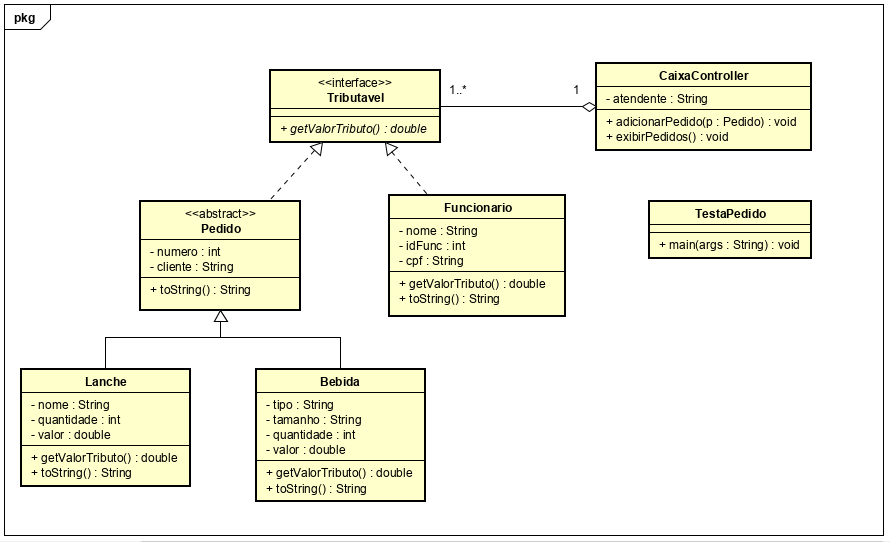 pkg
<<interface>>
Tributavel
+ getValorTributo() : double
1..*
1
CaixaController
- atendente : String
+ adicionarPedido(p : Pedido) : void
+ exibirPedidos() : void
<<abstract>>
Pedido
- numero : int
- cliente : String
+ toString() : String
Funcionario
- nome : String
- idFunc : int
- cpf : String
+ getValorTributo() : double
+ toString() : String
TestaPedido
+ main(args : String) : void
Lanche
- nome : String
- quantidade : int
- valor : double
+ getValorTributo() : double
+ toString() : String
Bebida
- tipo : String
- tamanho : String
- quantidade : int
- valor : double
+ getValorTributo() : double
+ toString() : String